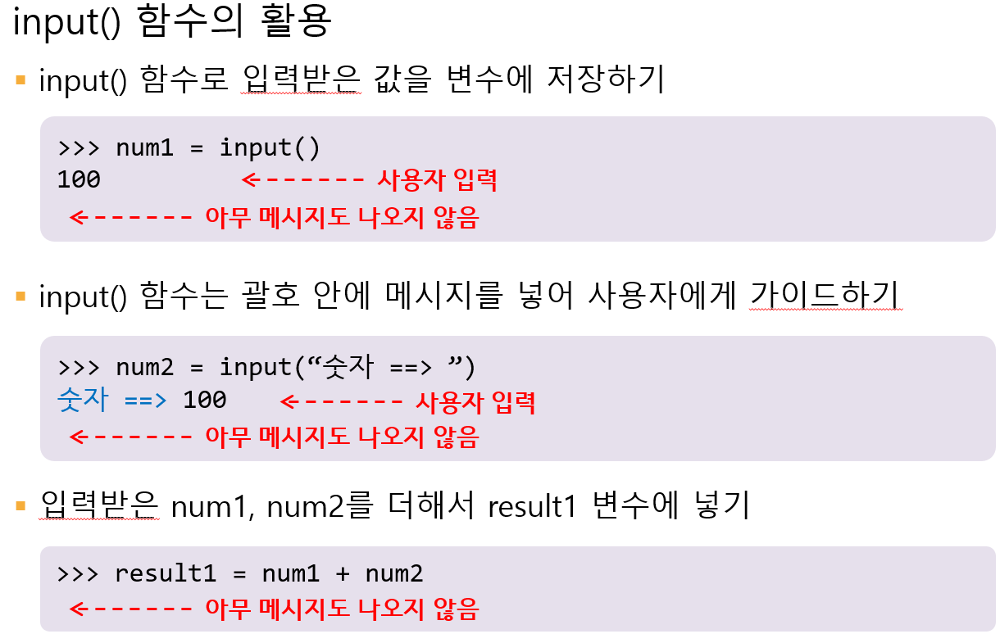 input() 함수의 활용
▪ input() 함수로 입력받은 값을 변수에 저장하기
>>> num1 = input()
100 <------- 사용자 입력
<------- 아무 메시지도 나오지 않음
▪ input() 함수는 괄호 안에 메시지를 넣어 사용자에게 가이드하기
>>> num2 = input(“숫자 ==> ”)
숫자 ==> 100 <------- 사용자 입력
<------- 아무 메시지도 나오지 않음
▪ 입력받은 num1, num2를 더해서 result1 변수에 넣기
>>> result1 = num1 + num2
<------- 아무 메시지도 나오지 않음